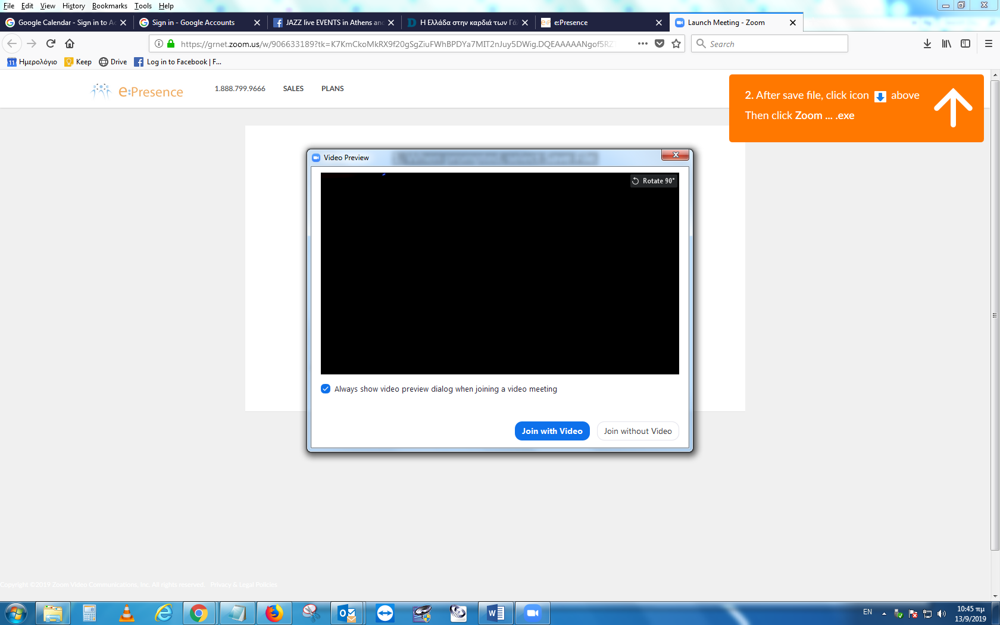 File Edit View History Bookmarks Tools Help
Google Calendar - Sign in to Ac
Sign in - Google Accounts
JAZZ live EVENTS in Athens and
Η Ελλάδα στην καρδιά των Γάλ
e:Presence
Launch Meeting - Zoom
https://grnet.zoom.us/w/906633189?tk=K7KmCkoMkRX9f20gSgZiuFWhBPDYa7MIT2nJuy5DWig.DQEAAAAANgof5RZ
Search
Ημερολόγιο Keep Drive Log in to Facebook | F...
e:Presence 1.888.799.9666 SALES PLANS
2. After save file, click icon above
Then click Zoom ... .exe
Video Preview
Rotate 90°
Always show video preview dialog when joining a video meeting
Join with Video Join without Video
Copyright ©2019 Zoom Video Communications, Inc. All rights reserved. Privacy & Legal Policies
EN
10:45 πμ
13/9/2019